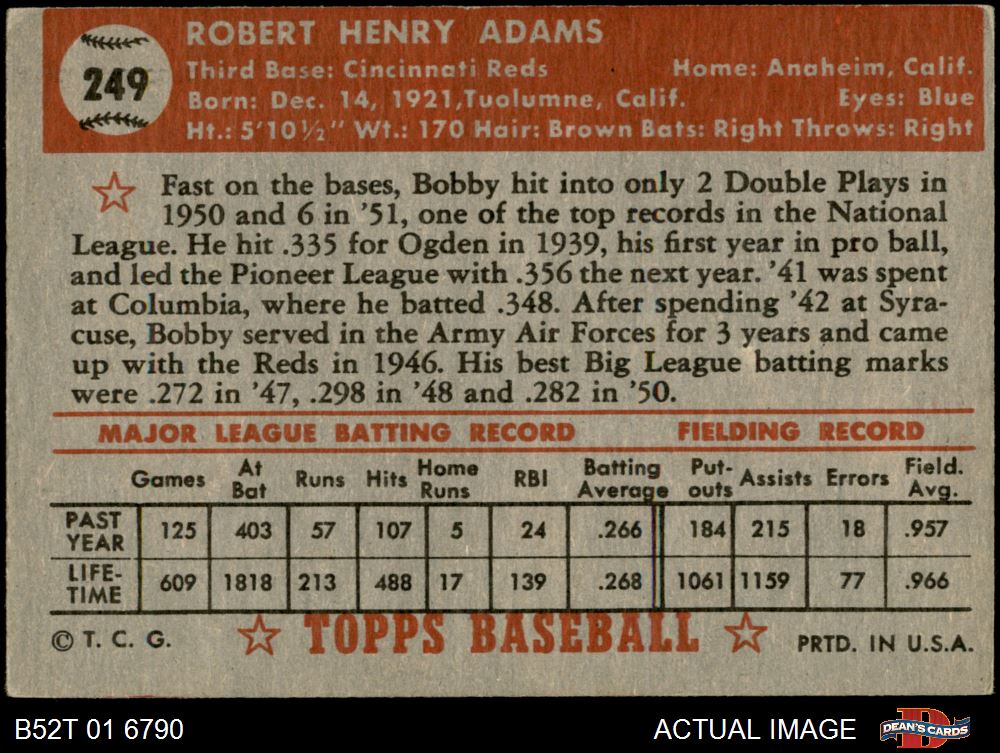 249
ROBERT HENRY ADAMS
Third Base: Cincinnati Reds Home: Anaheim, Calif.
Born: Dec. 14, 1921,Tuolumne, Calif. Eyes: Blue
Ht.: 5'10½" Wt.: 170 Hair: Brown Bats: Right Throws: Right
Fast on the bases, Bobby hit into only 2 Double Plays in
1950 and 6 in '51, one of the top records in the National
League. He hit .335 for Ogden in 1939, his first year in pro ball,
and led the Pioneer League with .356 the next year. '41 was spent
at Columbia, where he batted .348. After spending '42 at Syra-
cuse, Bobby served in the Army Air Forces for 3 years and came
up with the Reds in 1946. His best Big League batting marks
were .272 in '47, .298 in '48 and .282 in '50.
MAJOR LEAGUE BATTING RECORD FIELDING RECORD
Games At Bat Runs Hits Home Runs RBI Batting Average Put-outs Assists Errors Field. Avg.
PAST YEAR 125 403 57 107 5 24 .266 184 215 18 .957
LIFE-TIME 609 1818 213 488 17 139 .268 1061 1159 77 .966
© T. C. G. TOPPS BASEBALL PRTD. IN U.S.A.
B52T 01 6790 ACTUAL IMAGE DEAN'S CARDS